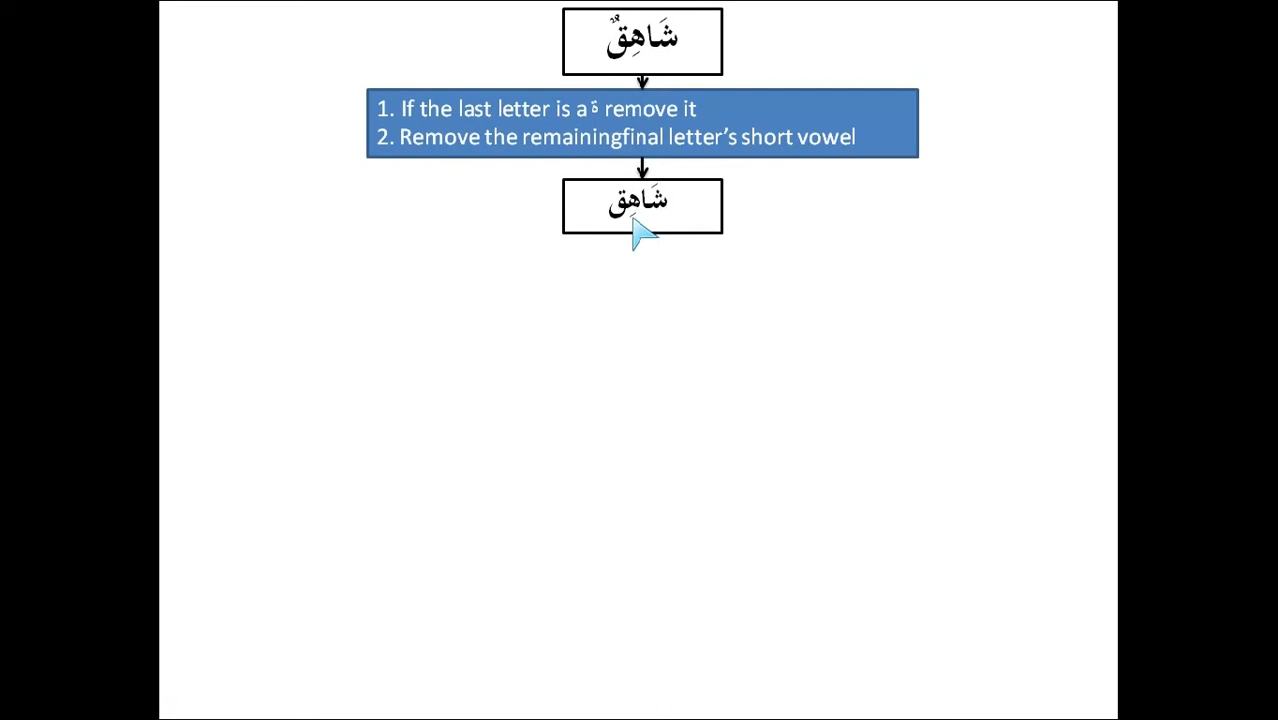 شَاهِقٌ
1. If the last letter is a ة remove it
2. Remove the remainingfinal letter’s short vowel
شَاهِق